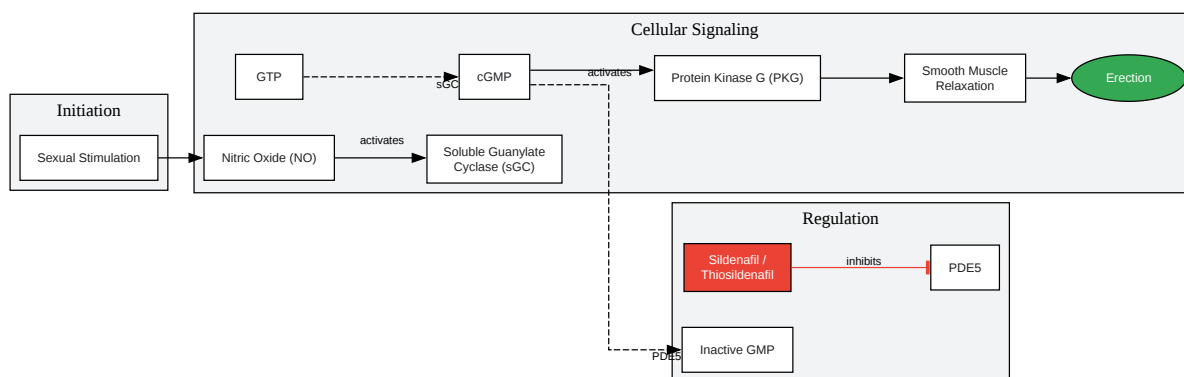 Cellular Signaling
GTP
sGC
cGMP
activates
Protein Kinase G (PKG)
Smooth Muscle
Relaxation
Erection
Initiation
Sexual Stimulation
Nitric Oxide (NO)
activates
Soluble Guanylate
Cyclase (sGC)
Regulation
Sildenafil /
Thiosildenafil
inhibits
PDE5
PDE5
Inactive GMP